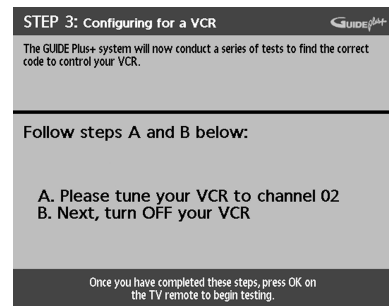 STEP 3: Configuring for a VCR
GUIDE Plus+
The GUIDE Plus+ system will now conduct a series of tests to find the correct
code to control your VCR.
Follow steps A and B below:
A. Please tune your VCR to channel 02
B. Next, turn OFF your VCR
Once you have completed these steps, press OK on
the TV remote to begin testing.